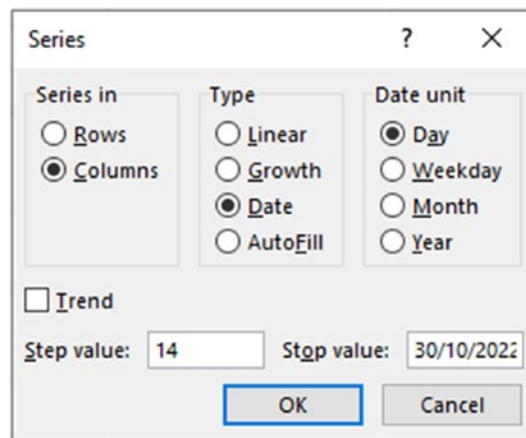 Series ?
Series in Type Date unit
Rows Linear Day
Columns Growth Weekday
Date Month
AutoFill Year
Trend
Step value: 14 Stop value: 30/10/2022
OK Cancel